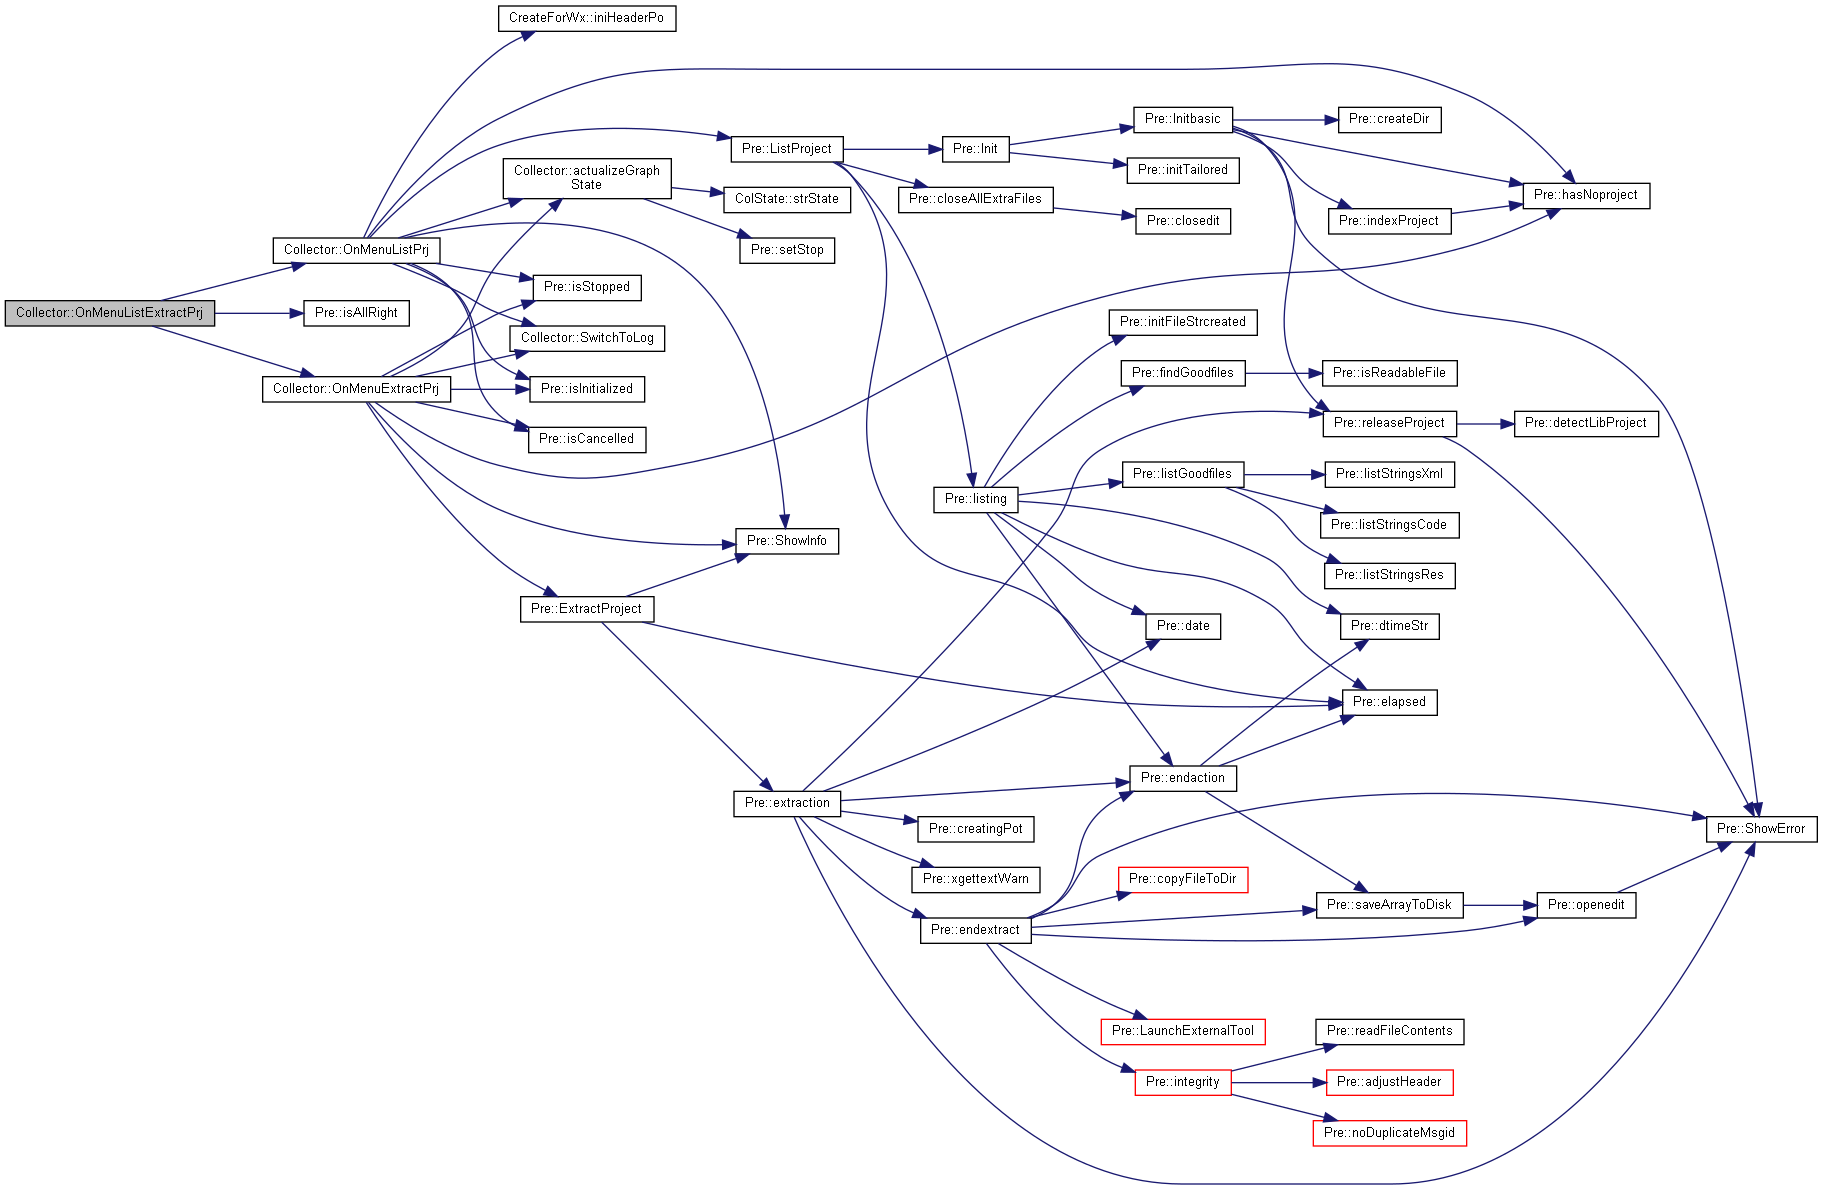 CreateForWx::iniHeaderPo
Pre::Initbasic
Pre::createDir
Pre::ListProject
Pre::Init
Collector::actualizeGraph
State
Pre::initTailored
ColState::strState
Pre::closeAllExtraFiles
Pre::hasNoproject
Pre::closedit
Pre::indexProject
Collector::OnMenuListPrj
Pre::setStop
Pre::isStopped
Collector::OnMenuListExtractPrj
Pre::isAllRight
Pre::initFileStrcreated
Collector::SwitchToLog
Pre::findGoodfiles
Pre::isReadableFile
Collector::OnMenuExtractPrj
Pre::isInitialized
Pre::releaseProject
Pre::detectLibProject
Pre::isCancelled
Pre::listGoodfiles
Pre::listStringsXml
Pre::listing
Pre::listStringsCode
Pre::ShowInfo
Pre::listStringsRes
Pre::ExtractProject
Pre::date
Pre::dtimeStr
Pre::elapsed
Pre::endaction
Pre::extraction
Pre::creatingPot
Pre::ShowError
Pre::xgettextWarn
Pre::copyFileToDir
Pre::saveArrayToDisk
Pre::openedit
Pre::endextract
Pre::LaunchExternalTool
Pre::readFileContents
Pre::integrity
Pre::adjustHeader
Pre::noDuplicateMsgid